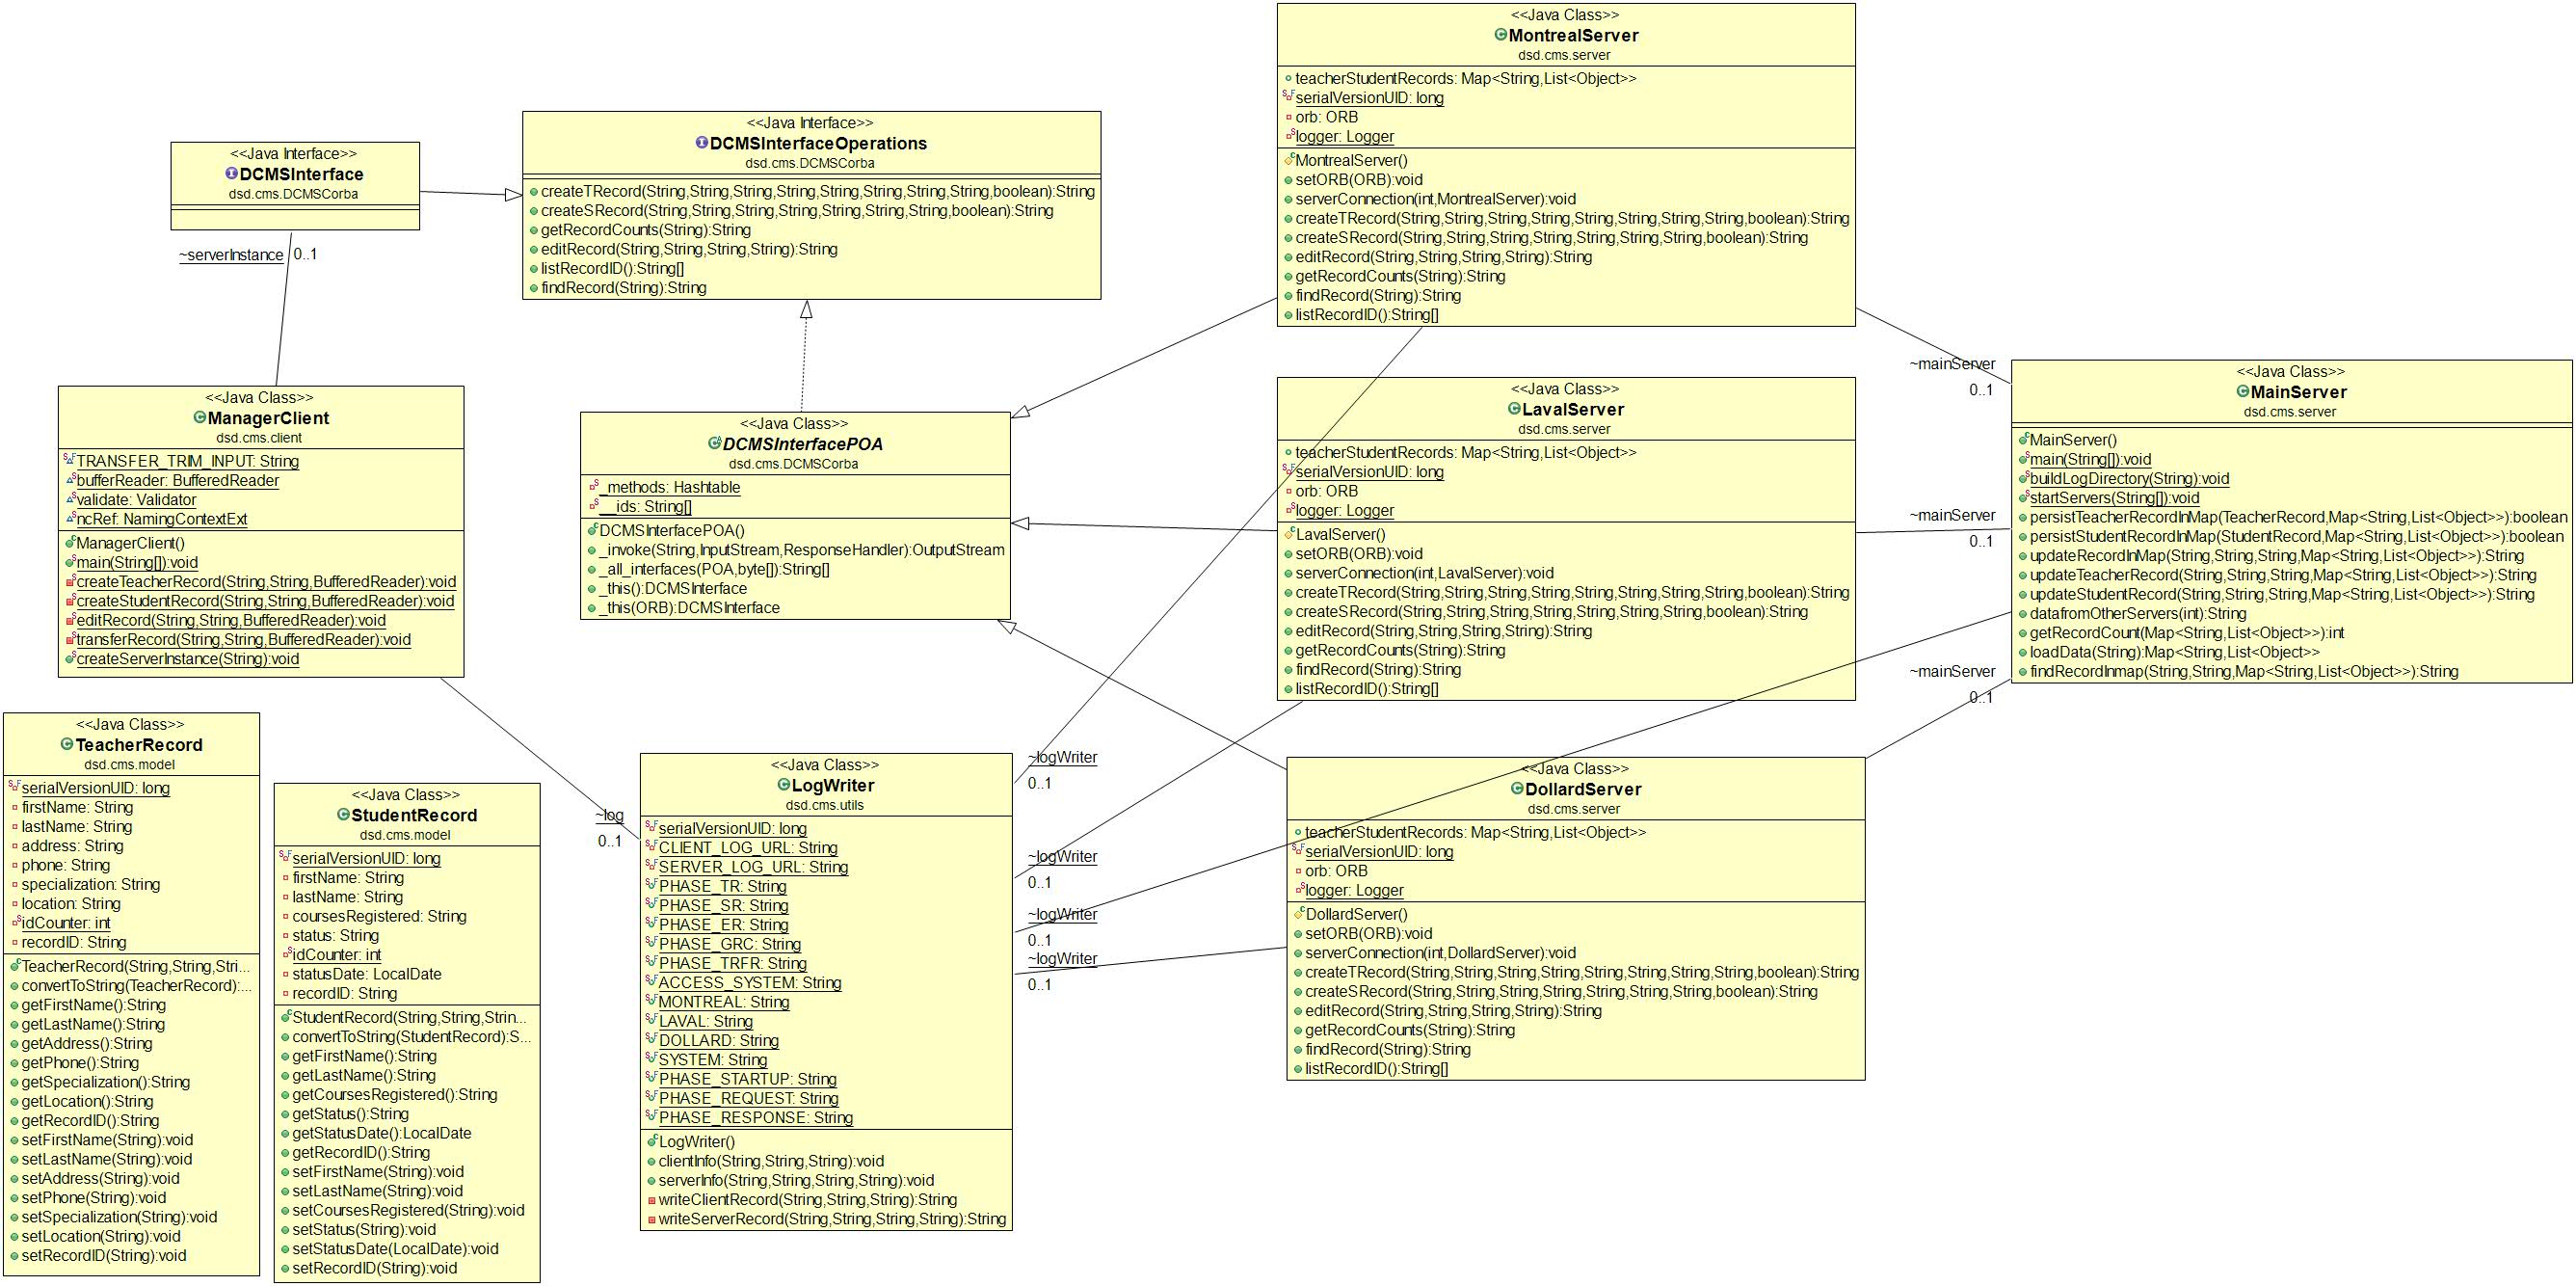 <<Java Interface>>
DCMSInterface
dsd.cms.DCMSCorba
<<Java Interface>>
DCMSInterfaceOperations
dsd.cms.DCMSCorba
createTRecord(String,String,String,String,String,String,String,String,boolean):String
createSRecord(String,String,String,String,String,String,String,boolean):String
getRecordCounts(String):String
editRecord(String,String,String,String):String
listRecordID():String[]
findRecord(String):String
<<Java Class>>
MontrealServer
dsd.cms.server
teacherStudentRecords: Map<String,List<Object>>
serialVersionUID: long
orb: ORB
logger: Logger
MontrealServer()
setORB(ORB):void
serverConnection(int,MontrealServer):void
createTRecord(String,String,String,String,String,String,String,String,boolean):String
createSRecord(String,String,String,String,String,String,String,boolean):String
editRecord(String,String,String,String):String
getRecordCounts(String):String
findRecord(String):String
listRecordID():String[]
~serverInstance 0..1
<<Java Class>>
ManagerClient
dsd.cms.client
TRANSFER_TRIM_INPUT: String
bufferReader: BufferedReader
validate: Validator
ncRef: NamingContextExt
ManagerClient()
main(String[]):void
createTeacherRecord(String,String,BufferedReader):void
createStudentRecord(String,String,BufferedReader):void
editRecord(String,String,BufferedReader):void
transferRecord(String,String,BufferedReader):void
createServerInstance(String):void
<<Java Class>>
DCMSInterfacePOA
dsd.cms.DCMSCorba
_methods: Hashtable
__ids: String[]
DCMSInterfacePOA()
_invoke(String,InputStream,ResponseHandler):OutputStream
_all_interfaces(POA,byte[]):String[]
_this():DCMSInterface
_this(ORB):DCMSInterface
<<Java Class>>
LavalServer
dsd.cms.server
teacherStudentRecords: Map<String,List<Object>>
serialVersionUID: long
orb: ORB
logger: Logger
LavalServer()
setORB(ORB):void
serverConnection(int,LavalServer):void
createTRecord(String,String,String,String,String,String,String,String,boolean):String
createSRecord(String,String,String,String,String,String,String,boolean):String
editRecord(String,String,String,String):String
getRecordCounts(String):String
findRecord(String):String
listRecordID():String[]
~mainServer
0..1
~mainServer
0..1
~mainServer
0..1
<<Java Class>>
MainServer
dsd.cms.server
MainServer()
main(String[]):void
buildLogDirectory(String):void
startServers(String[]):void
persistTeacherRecordInMap(TeacherRecord,Map<String,List<Object>>):boolean
persistStudentRecordInMap(StudentRecord,Map<String,List<Object>>):boolean
updateRecordInMap(String,String,String,Map<String,List<Object>>):String
updateTeacherRecord(String,String,String,Map<String,List<Object>>):String
updateStudentRecord(String,String,String,Map<String,List<Object>>):String
datafromOtherServers(int):String
getRecordCount(Map<String,List<Object>>):int
loadData(String):Map<String,List<Object>>
findRecordInmap(String,String,Map<String,List<Object>>):String
<<Java Class>>
TeacherRecord
dsd.cms.model
serialVersionUID: long
firstName: String
lastName: String
address: String
phone: String
specialization: String
location: String
idCounter: int
recordID: String
TeacherRecord(String,String,Stri...
convertToString(TeacherRecord):...
getFirstName():String
getLastName():String
getAddress():String
getPhone():String
getSpecialization():String
getLocation():String
getRecordID():String
setFirstName(String):void
setLastName(String):void
setAddress(String):void
setPhone(String):void
setSpecialization(String):void
setLocation(String):void
setRecordID(String):void
<<Java Class>>
StudentRecord
dsd.cms.model
serialVersionUID: long
firstName: String
lastName: String
coursesRegistered: String
status: String
idCounter: int
statusDate: LocalDate
recordID: String
StudentRecord(String,String,Strin...
convertToString(StudentRecord):S...
getFirstName():String
getLastName():String
getCoursesRegistered():String
getStatus():String
getStatusDate():LocalDate
getRecordID():String
setFirstName(String):void
setLastName(String):void
setCoursesRegistered(String):void
setStatus(String):void
setStatusDate(LocalDate):void
setRecordID(String):void
~log
0..1
<<Java Class>>
LogWriter
dsd.cms.utils
serialVersionUID: long
CLIENT_LOG_URL: String
SERVER_LOG_URL: String
PHASE_TR: String
PHASE_SR: String
PHASE_ER: String
PHASE_GRC: String
PHASE_TRFR: String
ACCESS_SYSTEM: String
MONTREAL: String
LAVAL: String
DOLLARD: String
SYSTEM: String
PHASE_STARTUP: String
PHASE_REQUEST: String
PHASE_RESPONSE: String
LogWriter()
clientInfo(String,String,String):void
serverInfo(String,String,String,String):void
writeClientRecord(String,String,String):String
writeServerRecord(String,String,String,String):String
~logWriter
0..1
~logWriter
0..1
~logWriter
0..1
~logWriter
0..1
<<Java Class>>
DollardServer
dsd.cms.server
teacherStudentRecords: Map<String,List<Object>>
serialVersionUID: long
orb: ORB
logger: Logger
DollardServer()
setORB(ORB):void
serverConnection(int,DollardServer):void
createTRecord(String,String,String,String,String,String,String,String,boolean):String
createSRecord(String,String,String,String,String,String,String,boolean):String
editRecord(String,String,String,String):String
getRecordCounts(String):String
findRecord(String):String
listRecordID():String[]